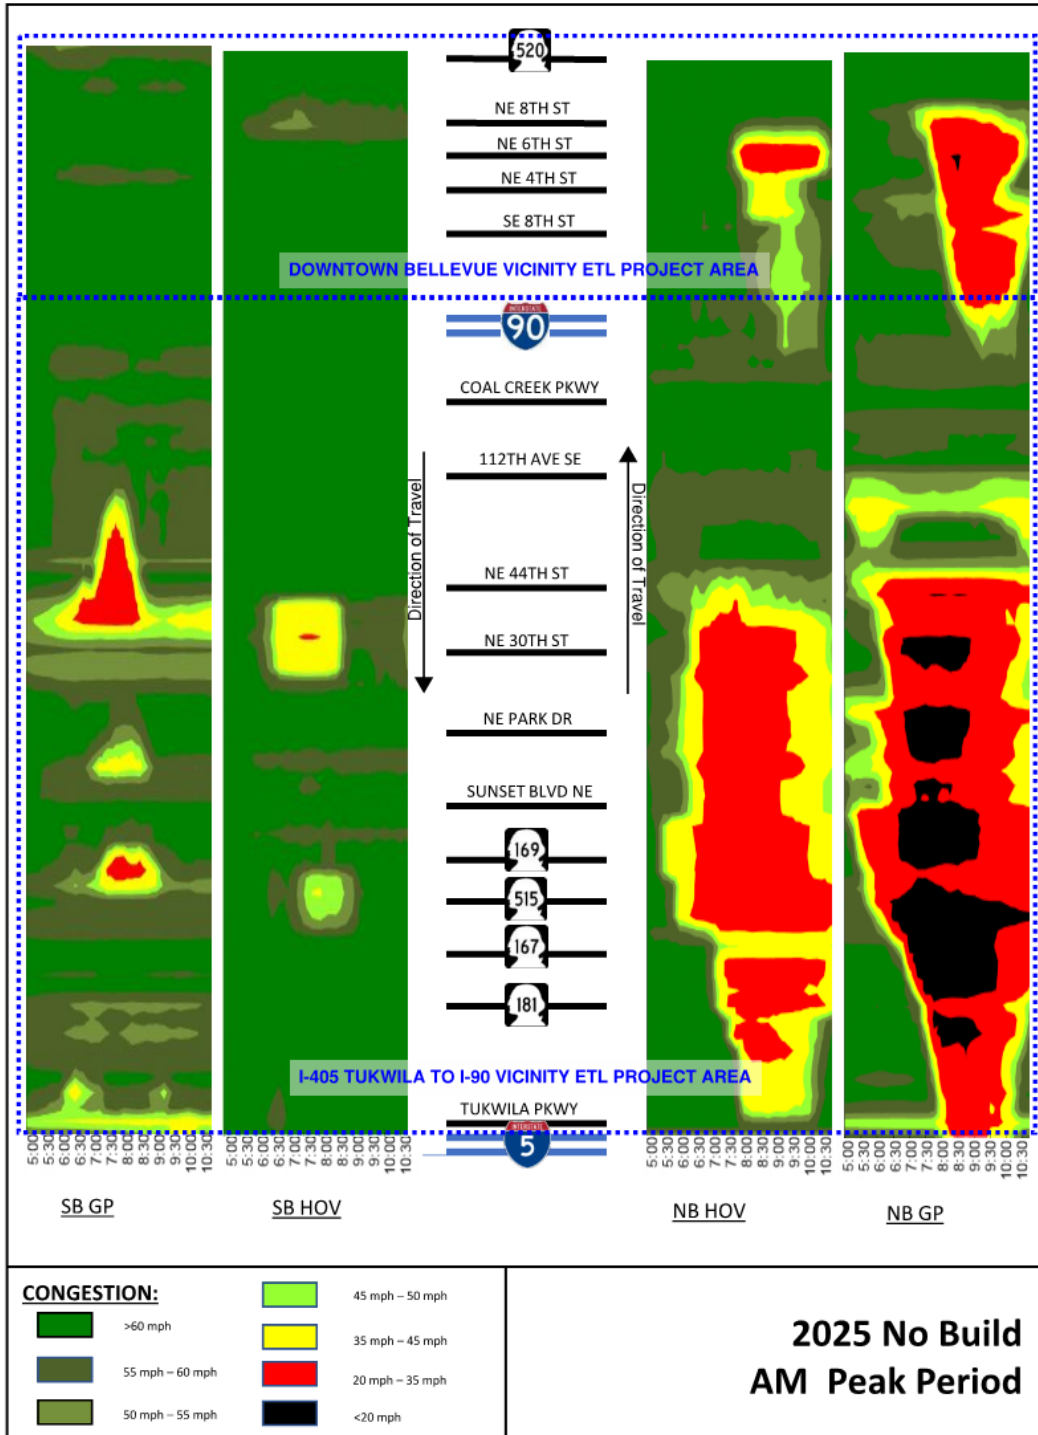 520
NE 8TH ST
NE 6TH ST
NE 4TH ST
SE 8TH ST
DOWNTOWN BELLEVUE VICINITY ETL PROJECT AREA
INTERSTATE
90
COAL CREEK PKWY
112TH AVE SE
Direction of Travel
Direction of Travel
NE 44TH ST
NE 30TH ST
NE PARK DR
SUNSET BLVD NE
169
515
167
181
I-405 TUKWILA TO I-90 VICINITY ETL PROJECT AREA
TUKWILA PKWY
INTERSTATE
5
5:00 5:30 6:00 6:30 7:00 7:30 8:00 8:30 9:00 9:30 10:00 10:30
5:00 5:30 6:00 6:30 7:00 7:30 8:00 8:30 9:00 9:30 10:00 10:30
5:00 5:30 6:00 6:30 7:00 7:30 8:00 8:30 9:00 9:30 10:00 10:30
5:00 5:30 6:00 6:30 7:00 7:30 8:00 8:30 9:00 9:30 10:00 10:30
SB GP
SB HOV
NB HOV
NB GP
CONGESTION:
>60 mph
55 mph – 60 mph
50 mph – 55 mph
45 mph – 50 mph
35 mph – 45 mph
20 mph – 35 mph
<20 mph
2025 No Build
AM Peak Period